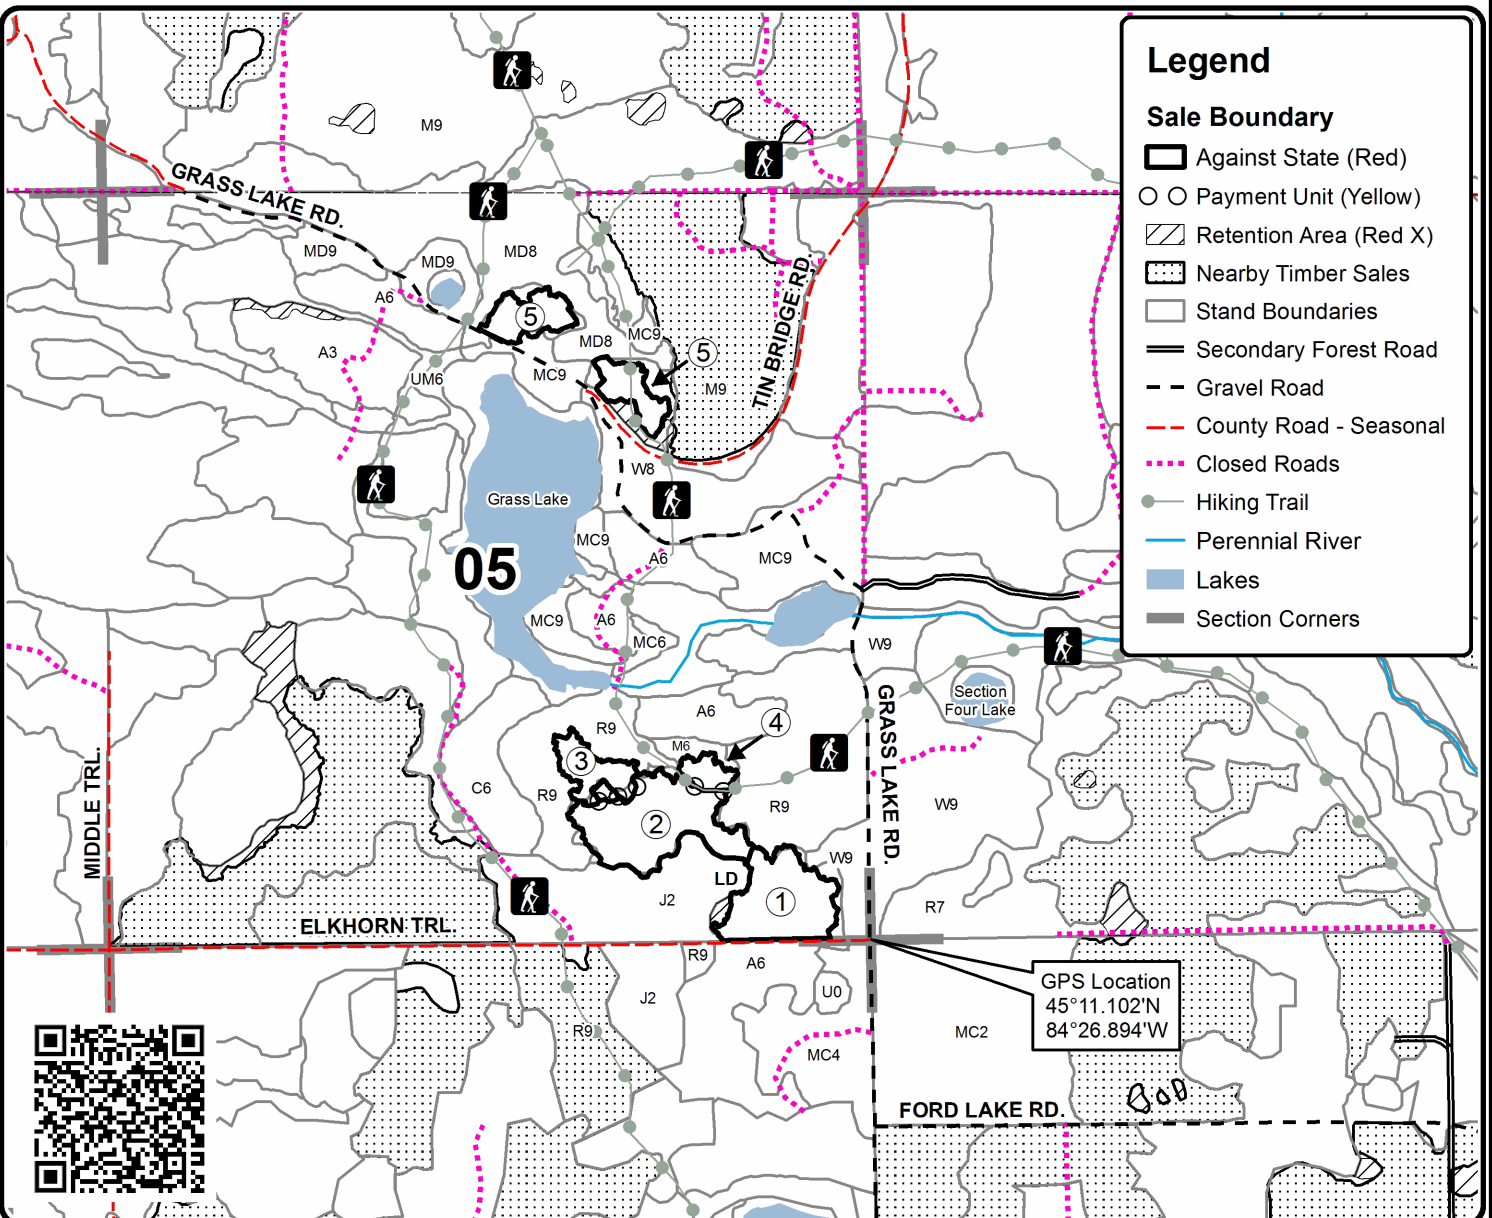 Legend
Sale Boundary
Against State (Red)
Payment Unit (Yellow)
Retention Area (Red X)
Nearby Timber Sales
Stand Boundaries
Secondary Forest Road
Gravel Road
County Road - Seasonal
Closed Roads
Hiking Trail
Perennial River
Lakes
Section Corners
M9
GRASS LAKE RD.
MD9
MD9
MD8
A6
5
MD8
MC9
5
A3
UM6
MC9
M9
TIN BRIDGE RD.
W8
Grass Lake
05
MC9
A6
MC9
MC9
A6
MC6
W9
Section
Four Lake
A6
R9
4
M6
3
C6
R9
R9
2
W9
GRASS LAKE RD.
MIDDLE TRL.
W9
LD
J2
1
R7
ELKHORN TRL.
R9
A6
U0
J2
R9
MC4
MC2
GPS Location
45°11.102'N
84°26.894'W
FORD LAKE RD.